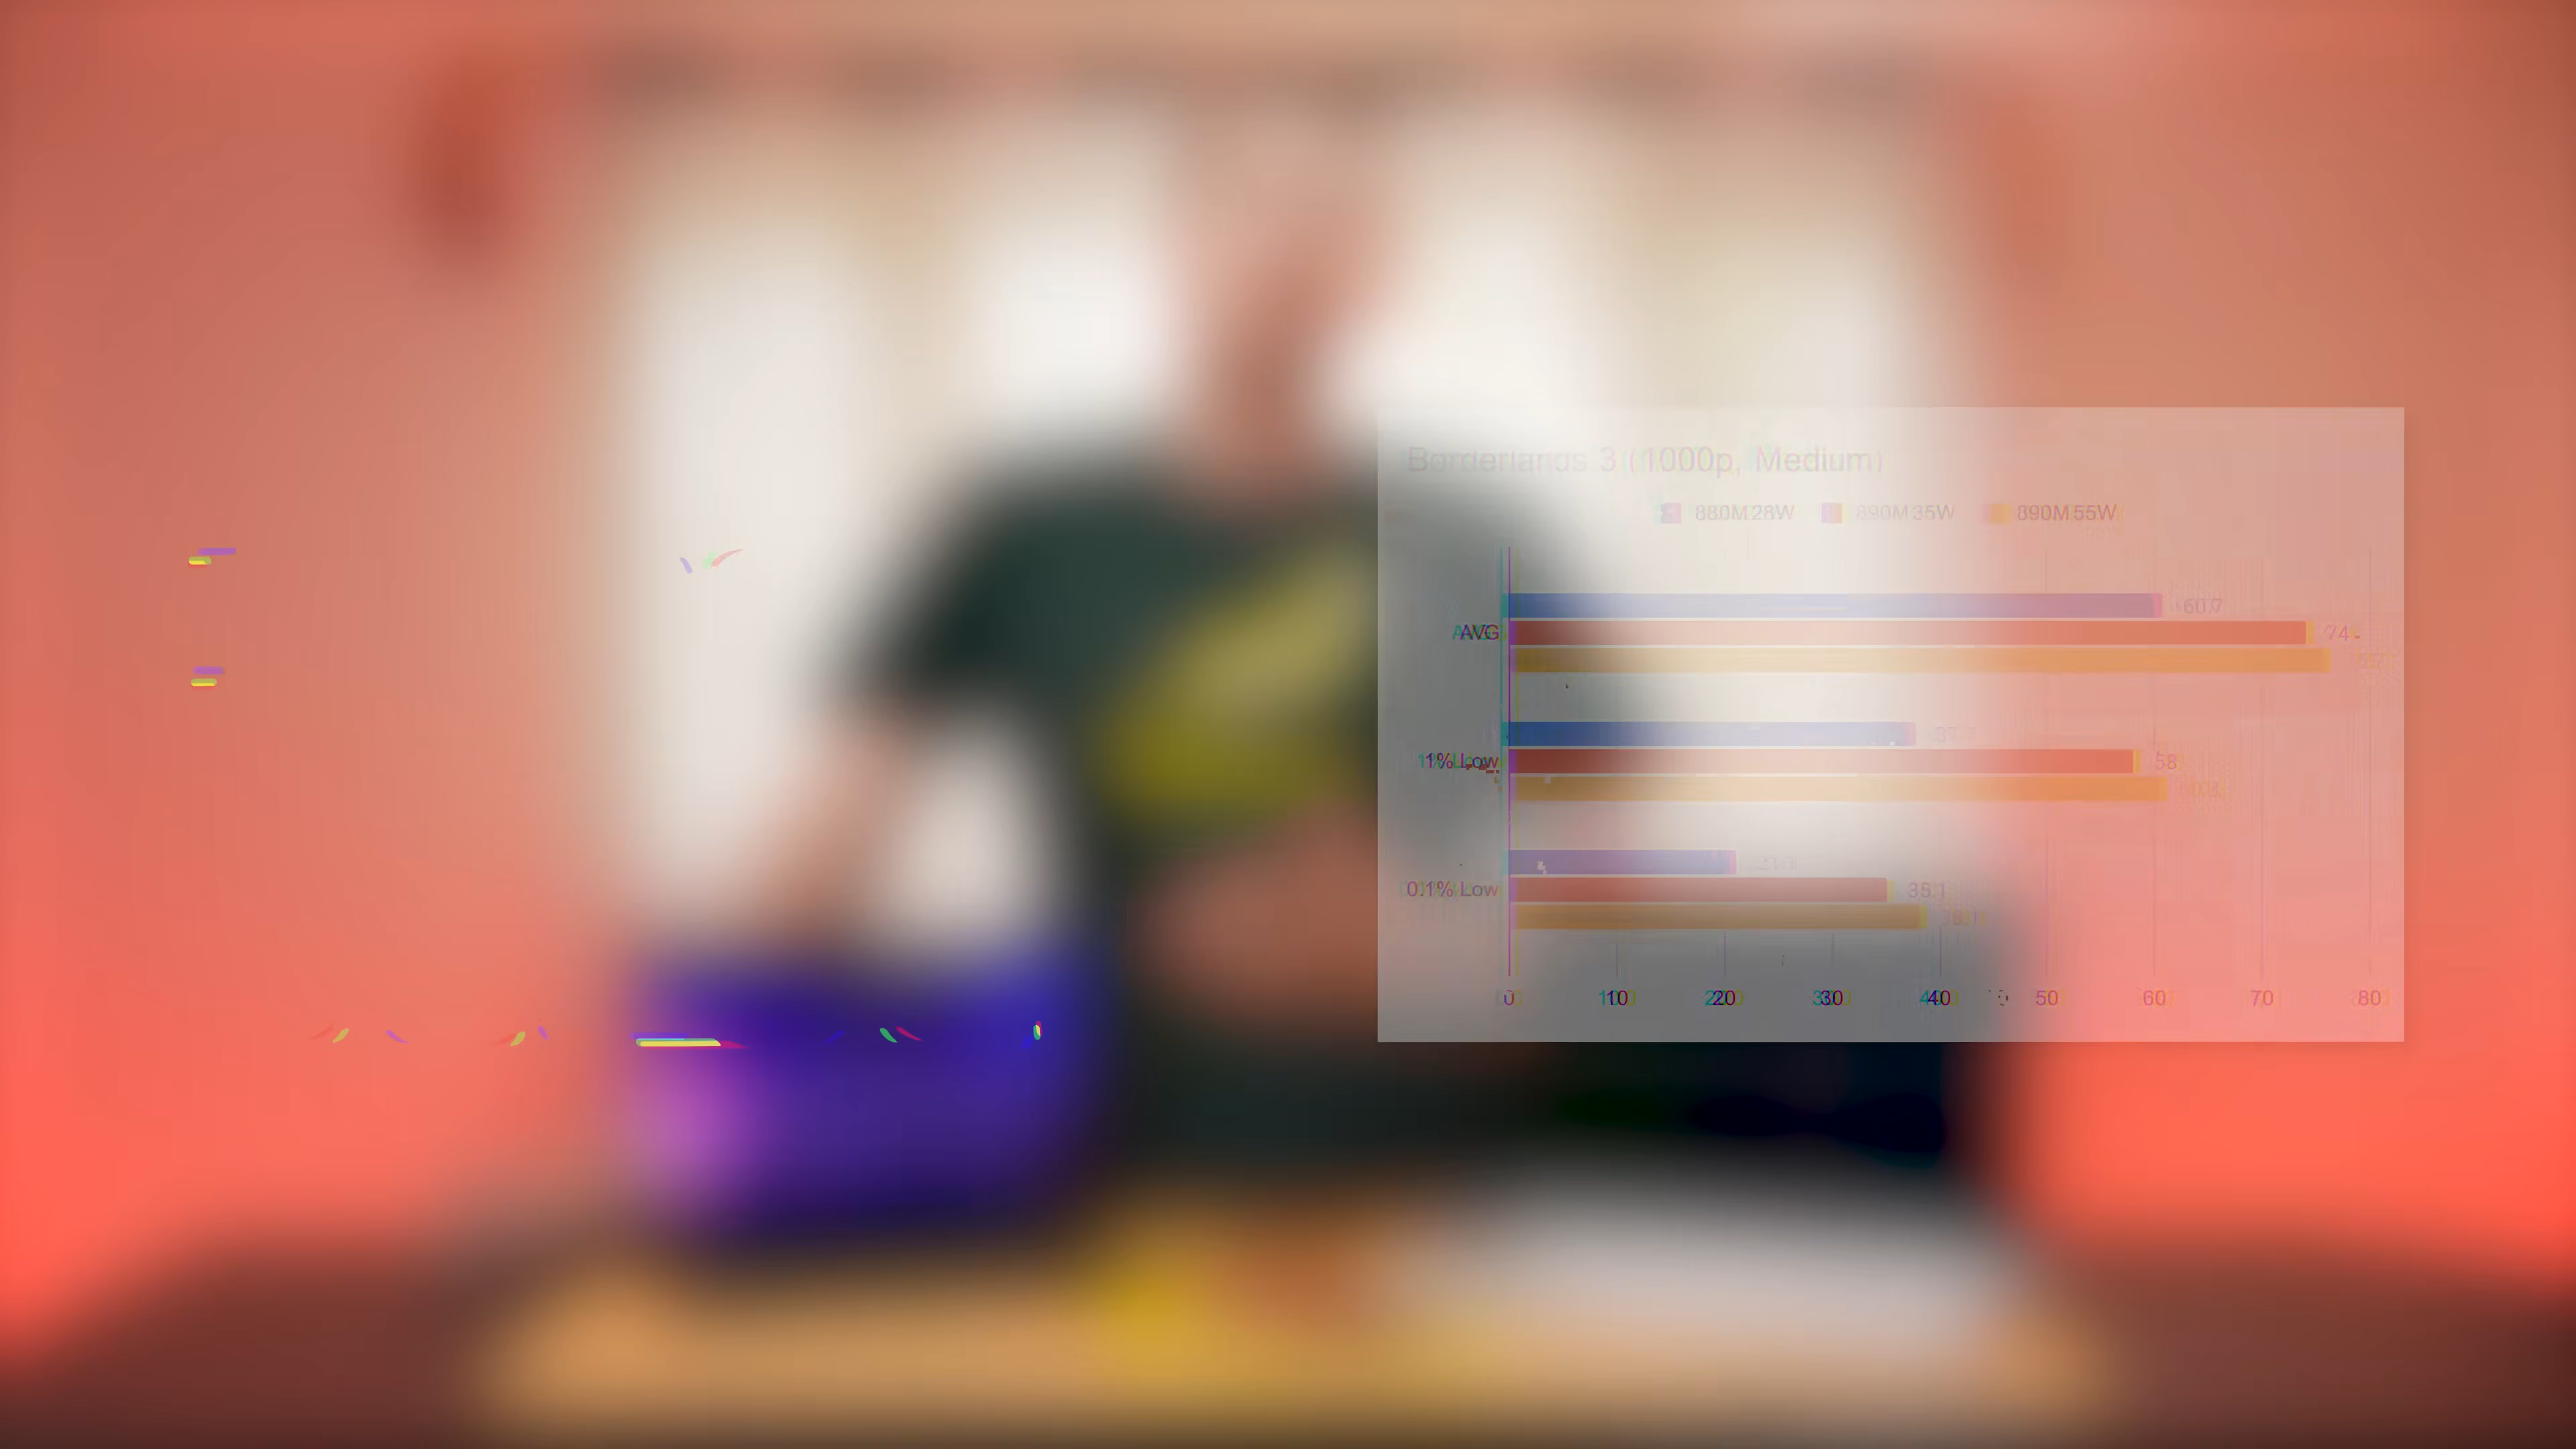 Borderlands 3 (1000p, Medium)
880M 28W 890M 35W 890M 55W
AVG 60.7
74
1% Low
58
0.1% Low 35.1
0 10 20 30 40 50 60 70 80